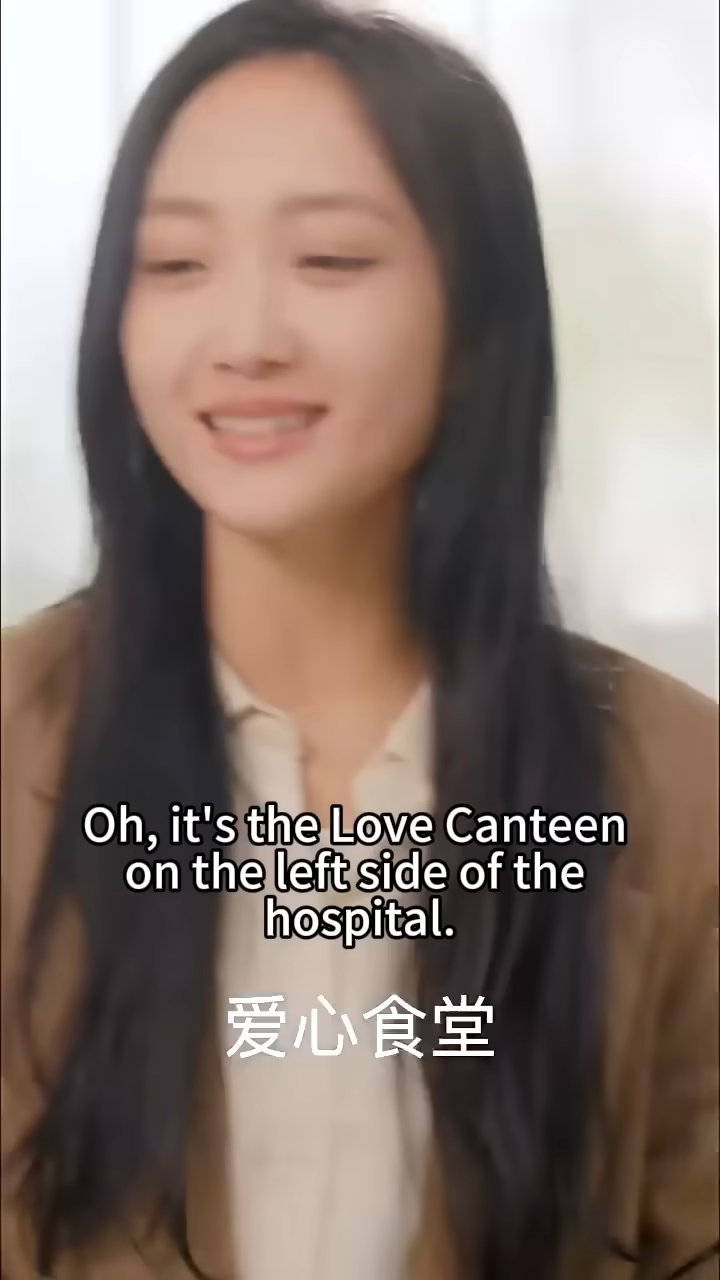 Oh, it's the Love Canteen
on the left side of the
hospital.
爱心食堂